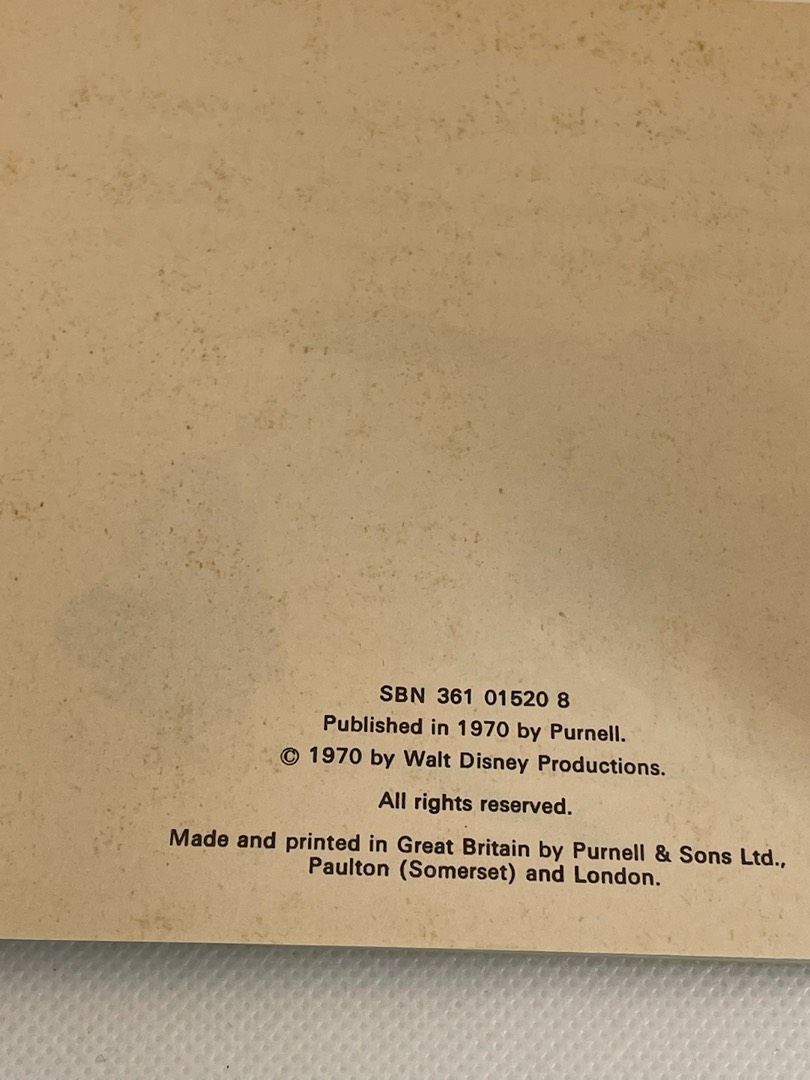 SBN 361 01520 8
Published in 1970 by Purnell.
© 1970 by Walt Disney Productions.
All rights reserved.
Made and printed in Great Britain by Purnell & Sons Ltd.,
Paulton (Somerset) and London.